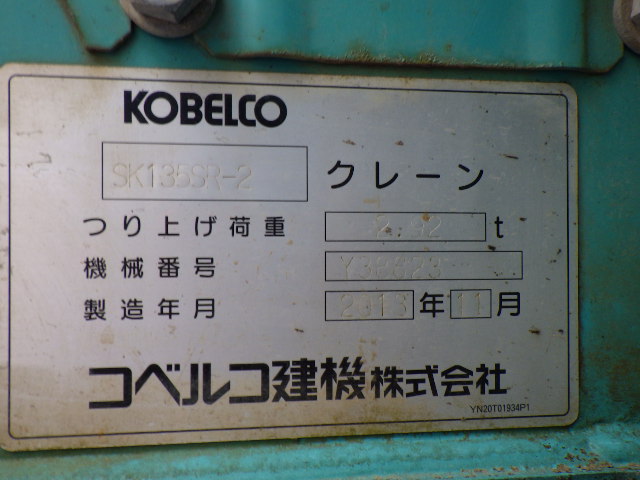 KOBELCO
SK135SR-2 クレーン
つり上げ荷重 2.92 t
機械番号
製造年月 2013 年 11 月
コベルコ建機株式会社
YN20T01934P1